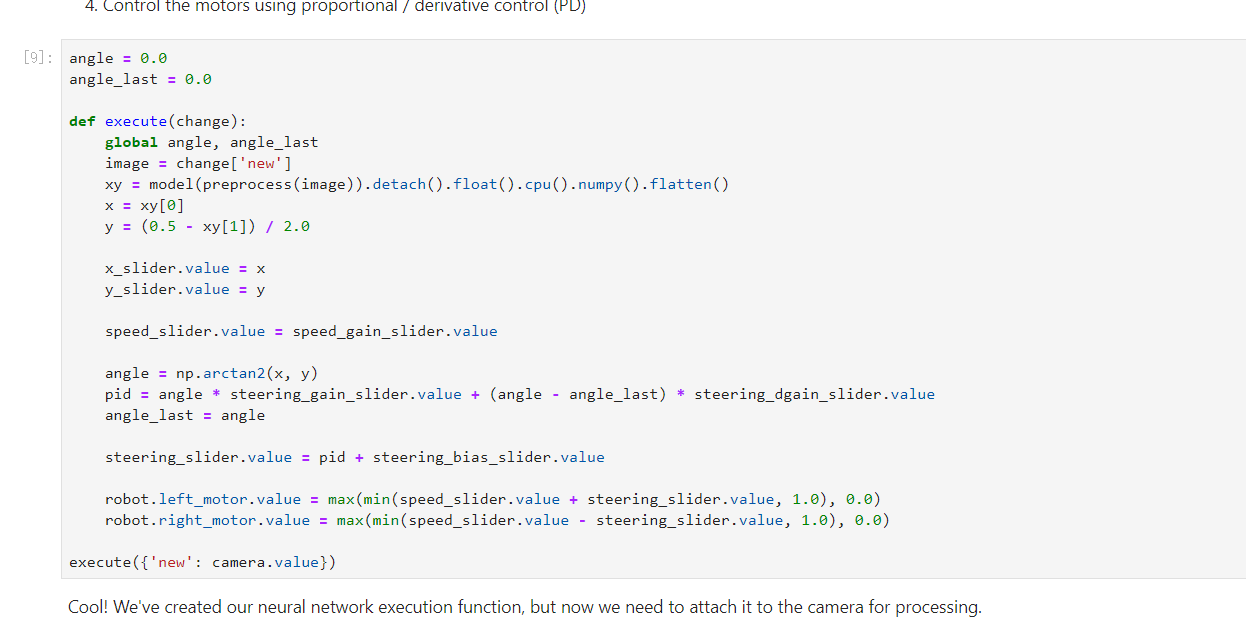 4. Control the motors using proportional / derivative control (PD)
[9]:
angle = 0.0
angle_last = 0.0
def execute(change):
    global angle, angle_last
    image = change['new']
    xy = model(preprocess(image)).detach().float().cpu().numpy().flatten()
    x = xy[0]
    y = (0.5 - xy[1]) / 2.0
    x_slider.value = x
    y_slider.value = y
    speed_slider.value = speed_gain_slider.value
    angle = np.arctan2(x, y)
    pid = angle * steering_gain_slider.value + (angle - angle_last) * steering_dgain_slider.value
    angle_last = angle
    steering_slider.value = pid + steering_bias_slider.value
    robot.left_motor.value = max(min(speed_slider.value + steering_slider.value, 1.0), 0.0)
    robot.right_motor.value = max(min(speed_slider.value - steering_slider.value, 1.0), 0.0)
execute({'new': camera.value})
Cool! We've created our neural network execution function, but now we need to attach it to the camera for processing.